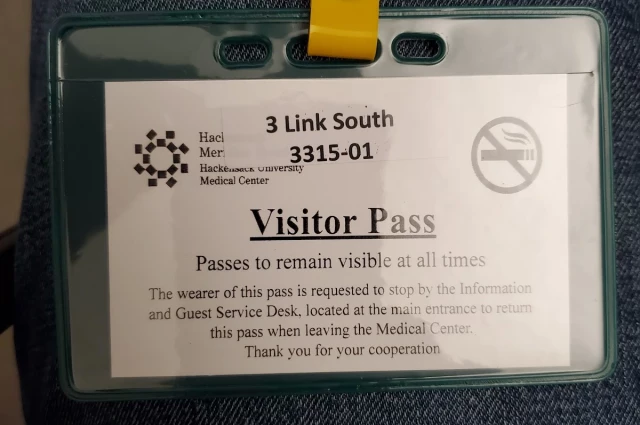 3 Link South
3315-01
Hackensack University
Medical Center
Visitor Pass
Passes to remain visible at all times
The wearer of this pass is requested to stop by the Information
and Guest Service Desk, located at the main entrance to return
this pass when leaving the Medical Center.
Thank you for your cooperation